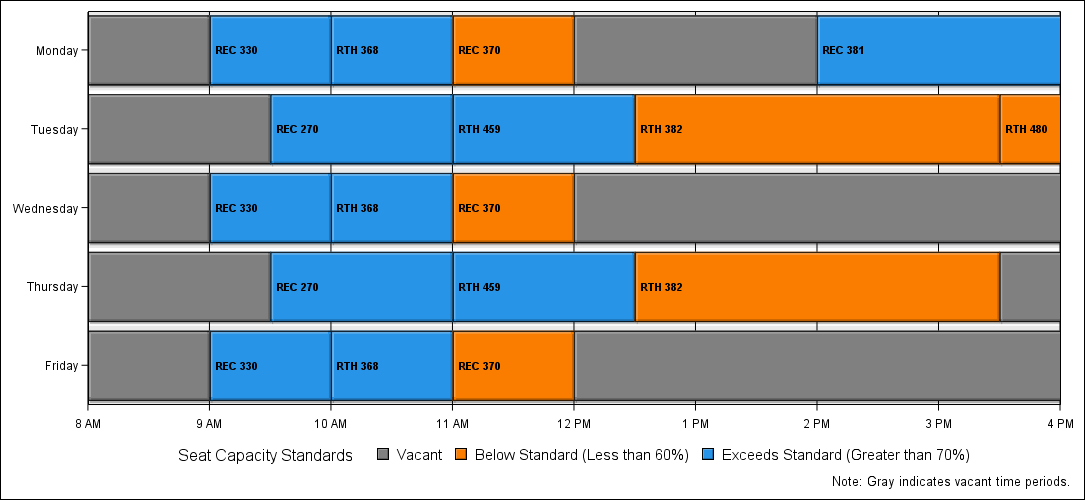 Monday REC 330 RTH 368 REC 370 REC 381
Tuesday REC 270 RTH 459 RTH 382 RTH 480
Wednesday REC 330 RTH 368 REC 370
Thursday REC 270 RTH 459 RTH 382
Friday REC 330 RTH 368 REC 370
8 AM 9 AM 10 AM 11 AM 12 PM 1 PM 2 PM 3 PM 4 PM
Seat Capacity Standards Vacant Below Standard (Less than 60%) Exceeds Standard (Greater than 70%)
Note: Gray indicates vacant time periods.